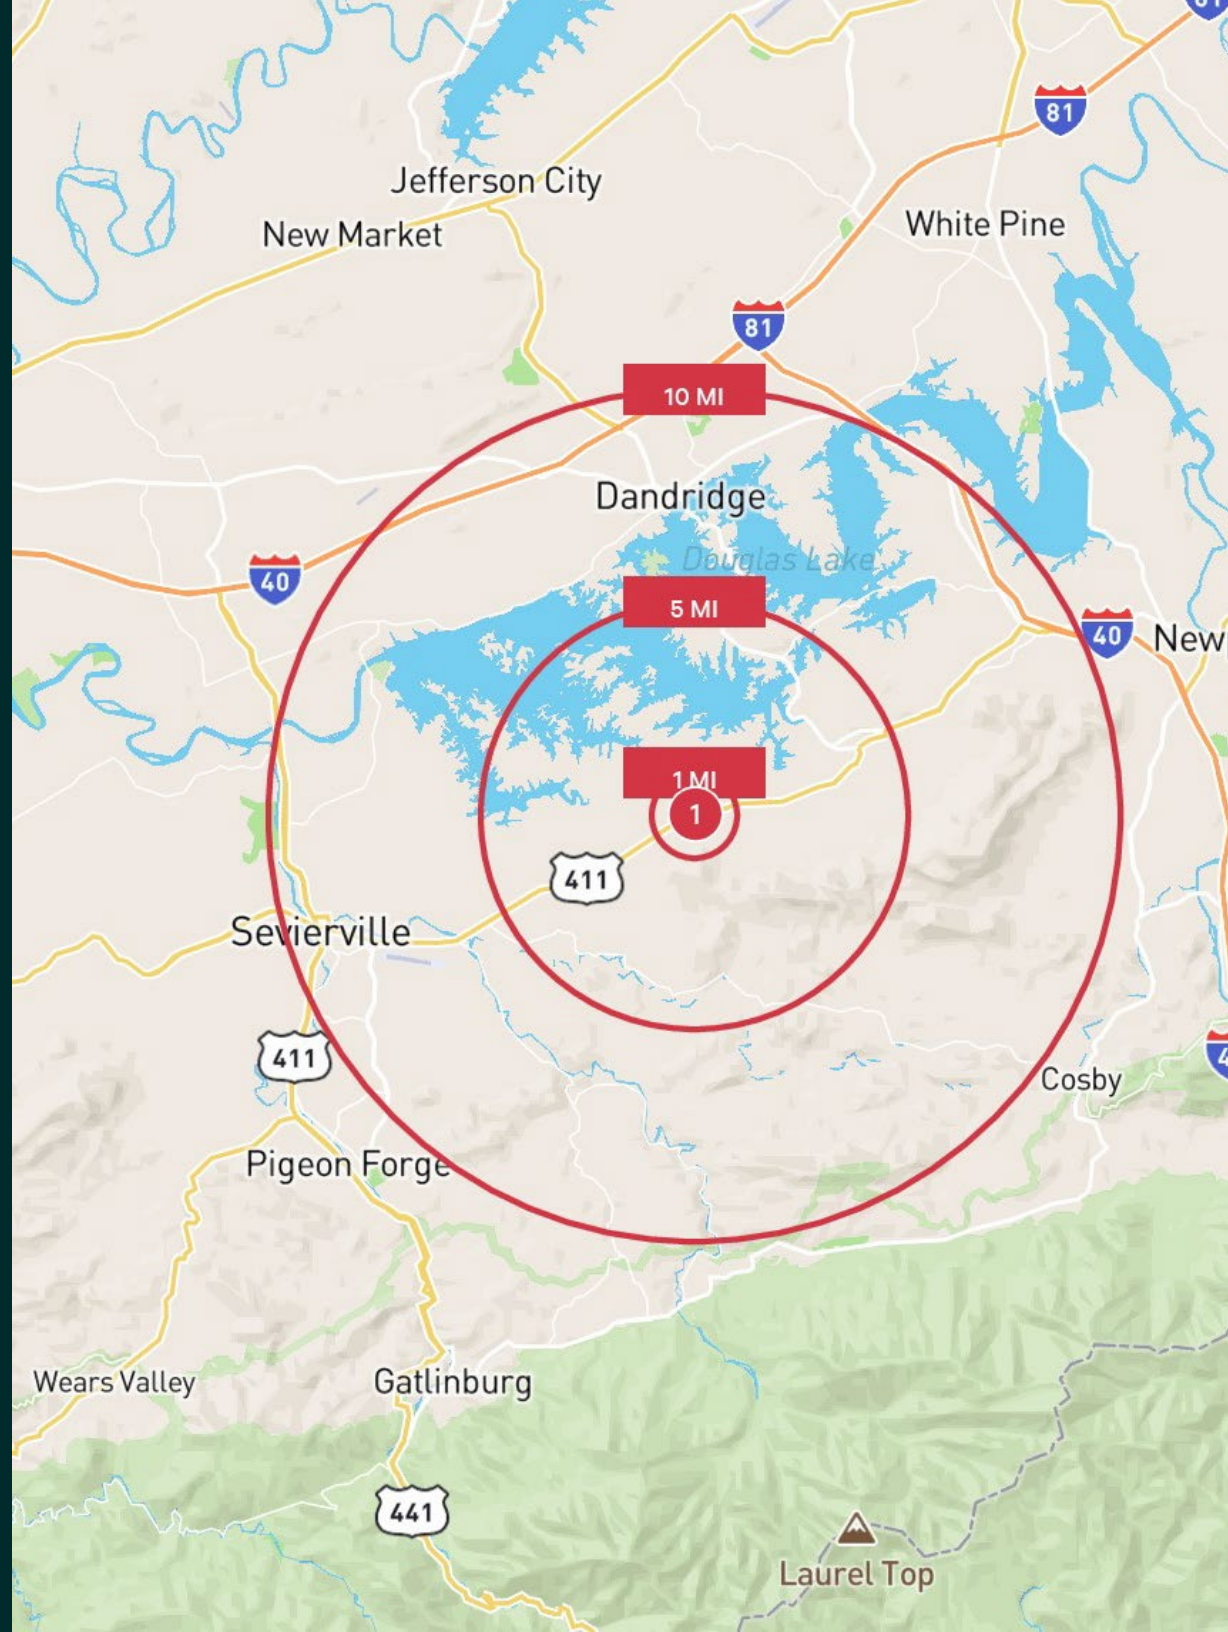 81
81
Jefferson City
New Market
White Pine
81
10 MI
Dandridge
Douglas Lake
40
5 MI
40
1 MI
1
411
Sevierville
411
Cosby
Pigeon Forge
Wears Valley
Gatlinburg
441
Laurel Top